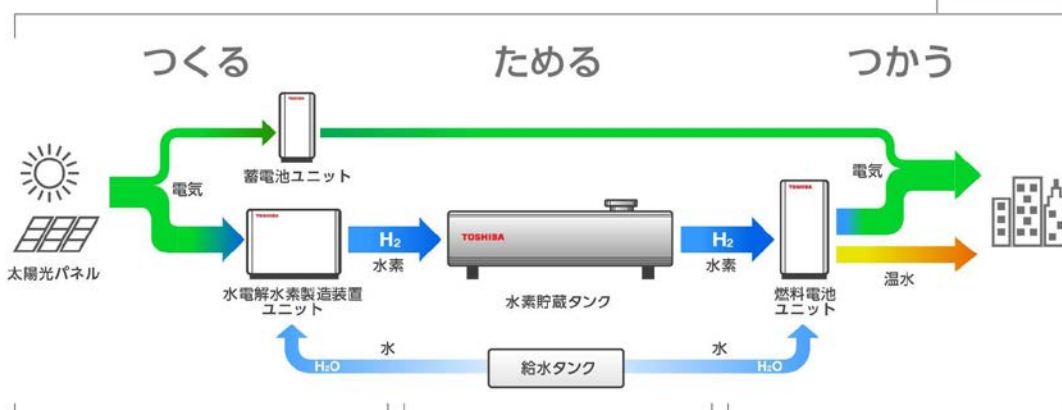 つくる
ためる
つかう
TOSHIBA
蓄電池ユニット
電気
電気
太陽光パネル
TOSHIBA
水電解水素製造装置
ユニット
H2
水素
TOSHIBA
水素貯蔵タンク
H2
水素
TOSHIBA
燃料電池
ユニット
温水
水
H2O
給水タンク
水
H2O